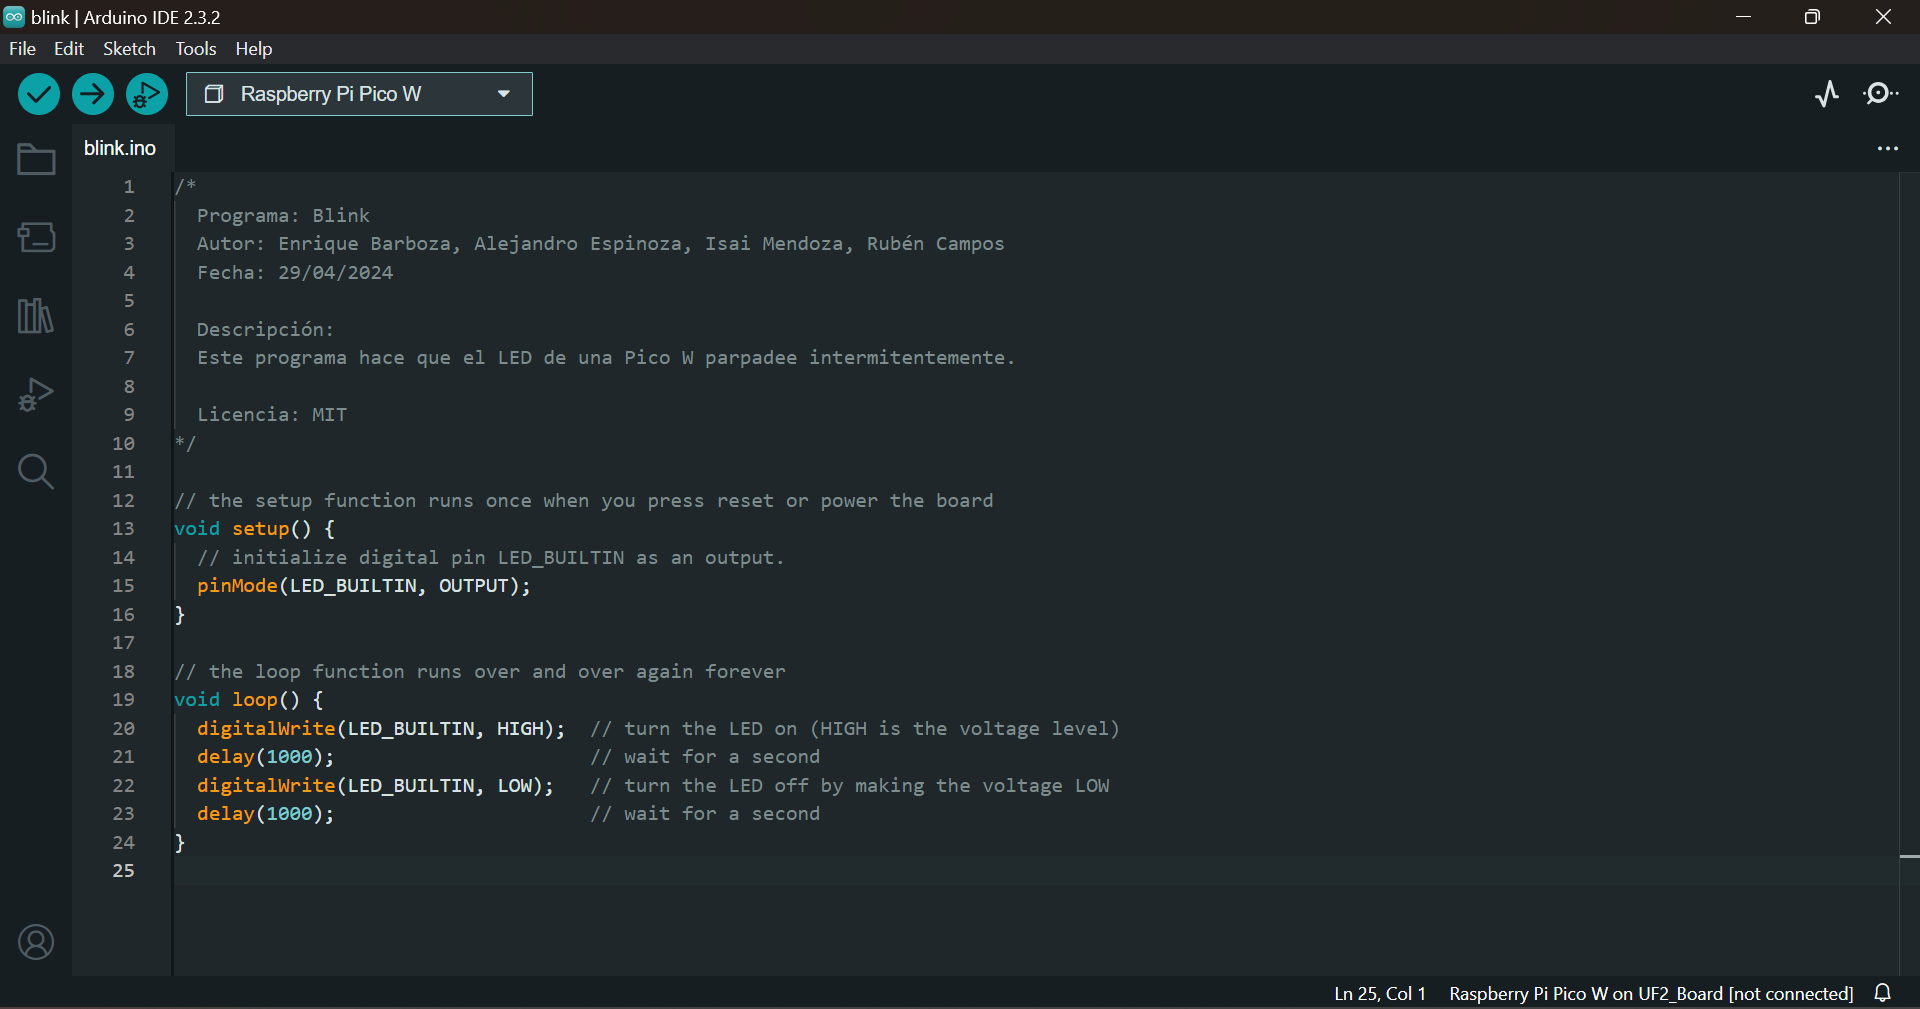 blink | Arduino IDE 2.3.2
File Edit Sketch Tools Help
Raspberry Pi Pico W
blink.ino
1 /*
2 Programa: Blink
3 Autor: Enrique Barboza, Alejandro Espinoza, Isai Mendoza, Rubén Campos
4 Fecha: 29/04/2024
5
6 Descripción:
7 Este programa hace que el LED de una Pico W parpadee intermitentemente.
8
9 Licencia: MIT
10 */
11
12 // the setup function runs once when you press reset or power the board
13 void setup() {
14 // initialize digital pin LED_BUILTIN as an output.
15 pinMode(LED_BUILTIN, OUTPUT);
16 }
17
18 // the loop function runs over and over again forever
19 void loop() {
20 digitalWrite(LED_BUILTIN, HIGH); // turn the LED on (HIGH is the voltage level)
21 delay(1000); // wait for a second
22 digitalWrite(LED_BUILTIN, LOW); // turn the LED off by making the voltage LOW
23 delay(1000); // wait for a second
24 }
25
Ln 25, Col 1 Raspberry Pi Pico W on UF2_Board [not connected]